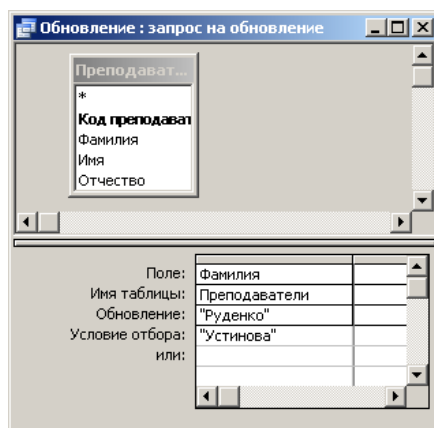 Обновление : запрос на обновление
Преподават...
*
Код преподават
Фамилия
Имя
Отчество
Поле: Фамилия
Имя таблицы: Преподаватели
Обновление: "Руденко"
Условие отбора: "Устинова"
или: